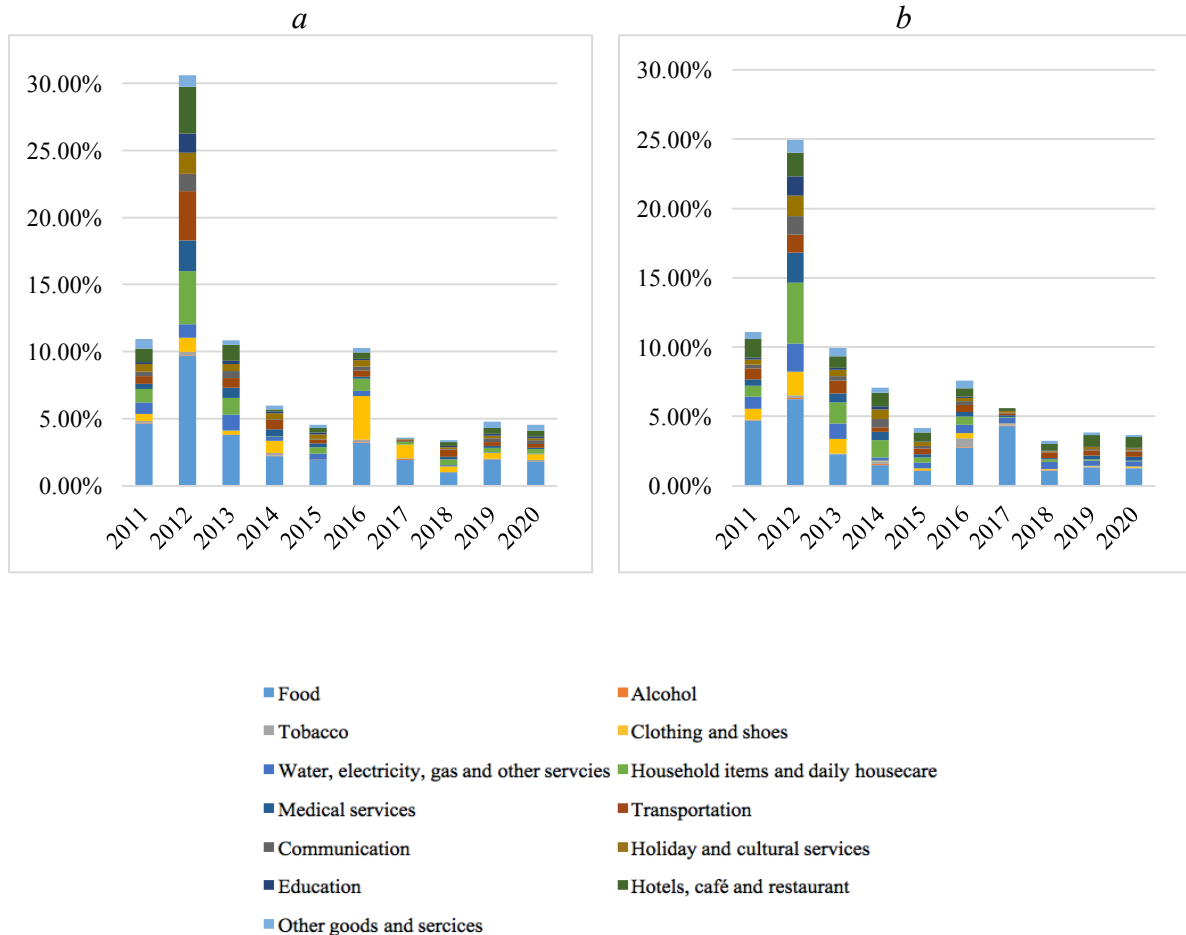 a
b
30.00%
25.00%
20.00%
15.00%
10.00%
5.00%
0.00%
2011 2012 2013 2014 2015 2016 2017 2018 2019 2020
30.00%
25.00%
20.00%
15.00%
10.00%
5.00%
0.00%
2011 2012 2013 2014 2015 2016 2017 2018 2019 2020
Food
Alcohol
Tobacco
Clothing and shoes
Water, electricity, gas and other servcies
Household items and daily housecare
Medical services
Transportation
Communication
Holiday and cultural services
Education
Hotels, café and restaurant
Other goods and sercices